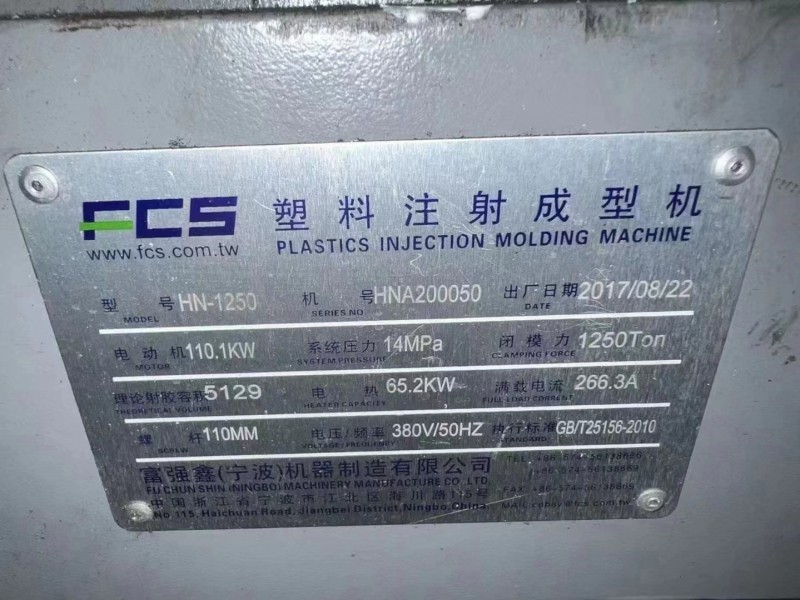 FCS 塑料注射成型机
www.fcs.com.tw PLASTICS INJECTION MOLDING MACHINE
型号 HN-1250 机号 HNA200050 出厂日期 2017/08/22
MODEL SERIES.NO DATE
电动机 110.1KW 系统压力 14MPa 闭模力 1250Ton
MOTOR SYSTEM PRESSURE CLAMPING FORCE
理论射胶容积 5129 电热 65.2KW 满载电流 266.3A
THEORETICAL VOLUME HEATER CAPACITY FULL-LOAD CURRENT
螺杆 110MM 电压/频率 380V/50HZ 执行标准 GB/T25156-2010
SCREW VOLTAGE/FREQUENCY STANDARD
富强鑫(宁波)机器制造有限公司 TEL
FU CHUN SHIN (NINGBO) MACHINERY MANUFACTURE CO.,LTD. +86-574-56138669
中国浙江省宁波市江北区海川路115号 FAX
No 115, Haichuan Road, Jiangbei District, Ningbo, China MAIL